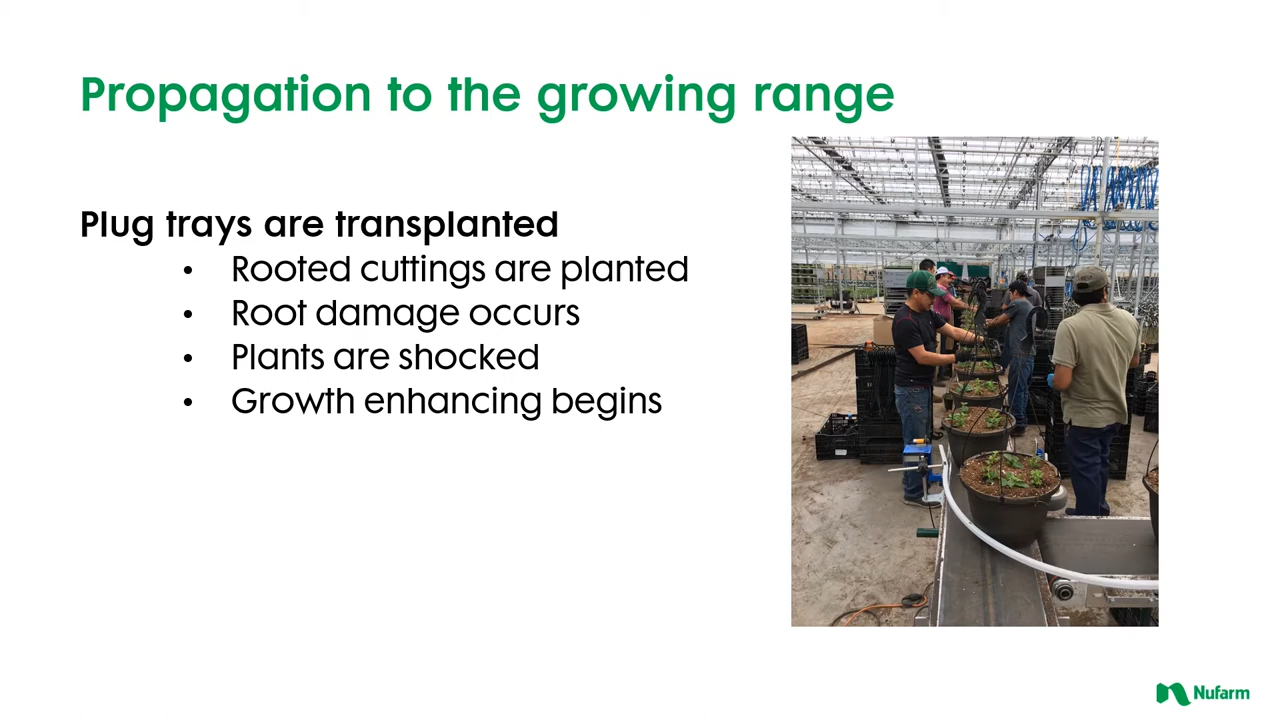 Propagation to the growing range
Plug trays are transplanted
• Rooted cuttings are planted
• Root damage occurs
• Plants are shocked
• Growth enhancing begins
Nufarm